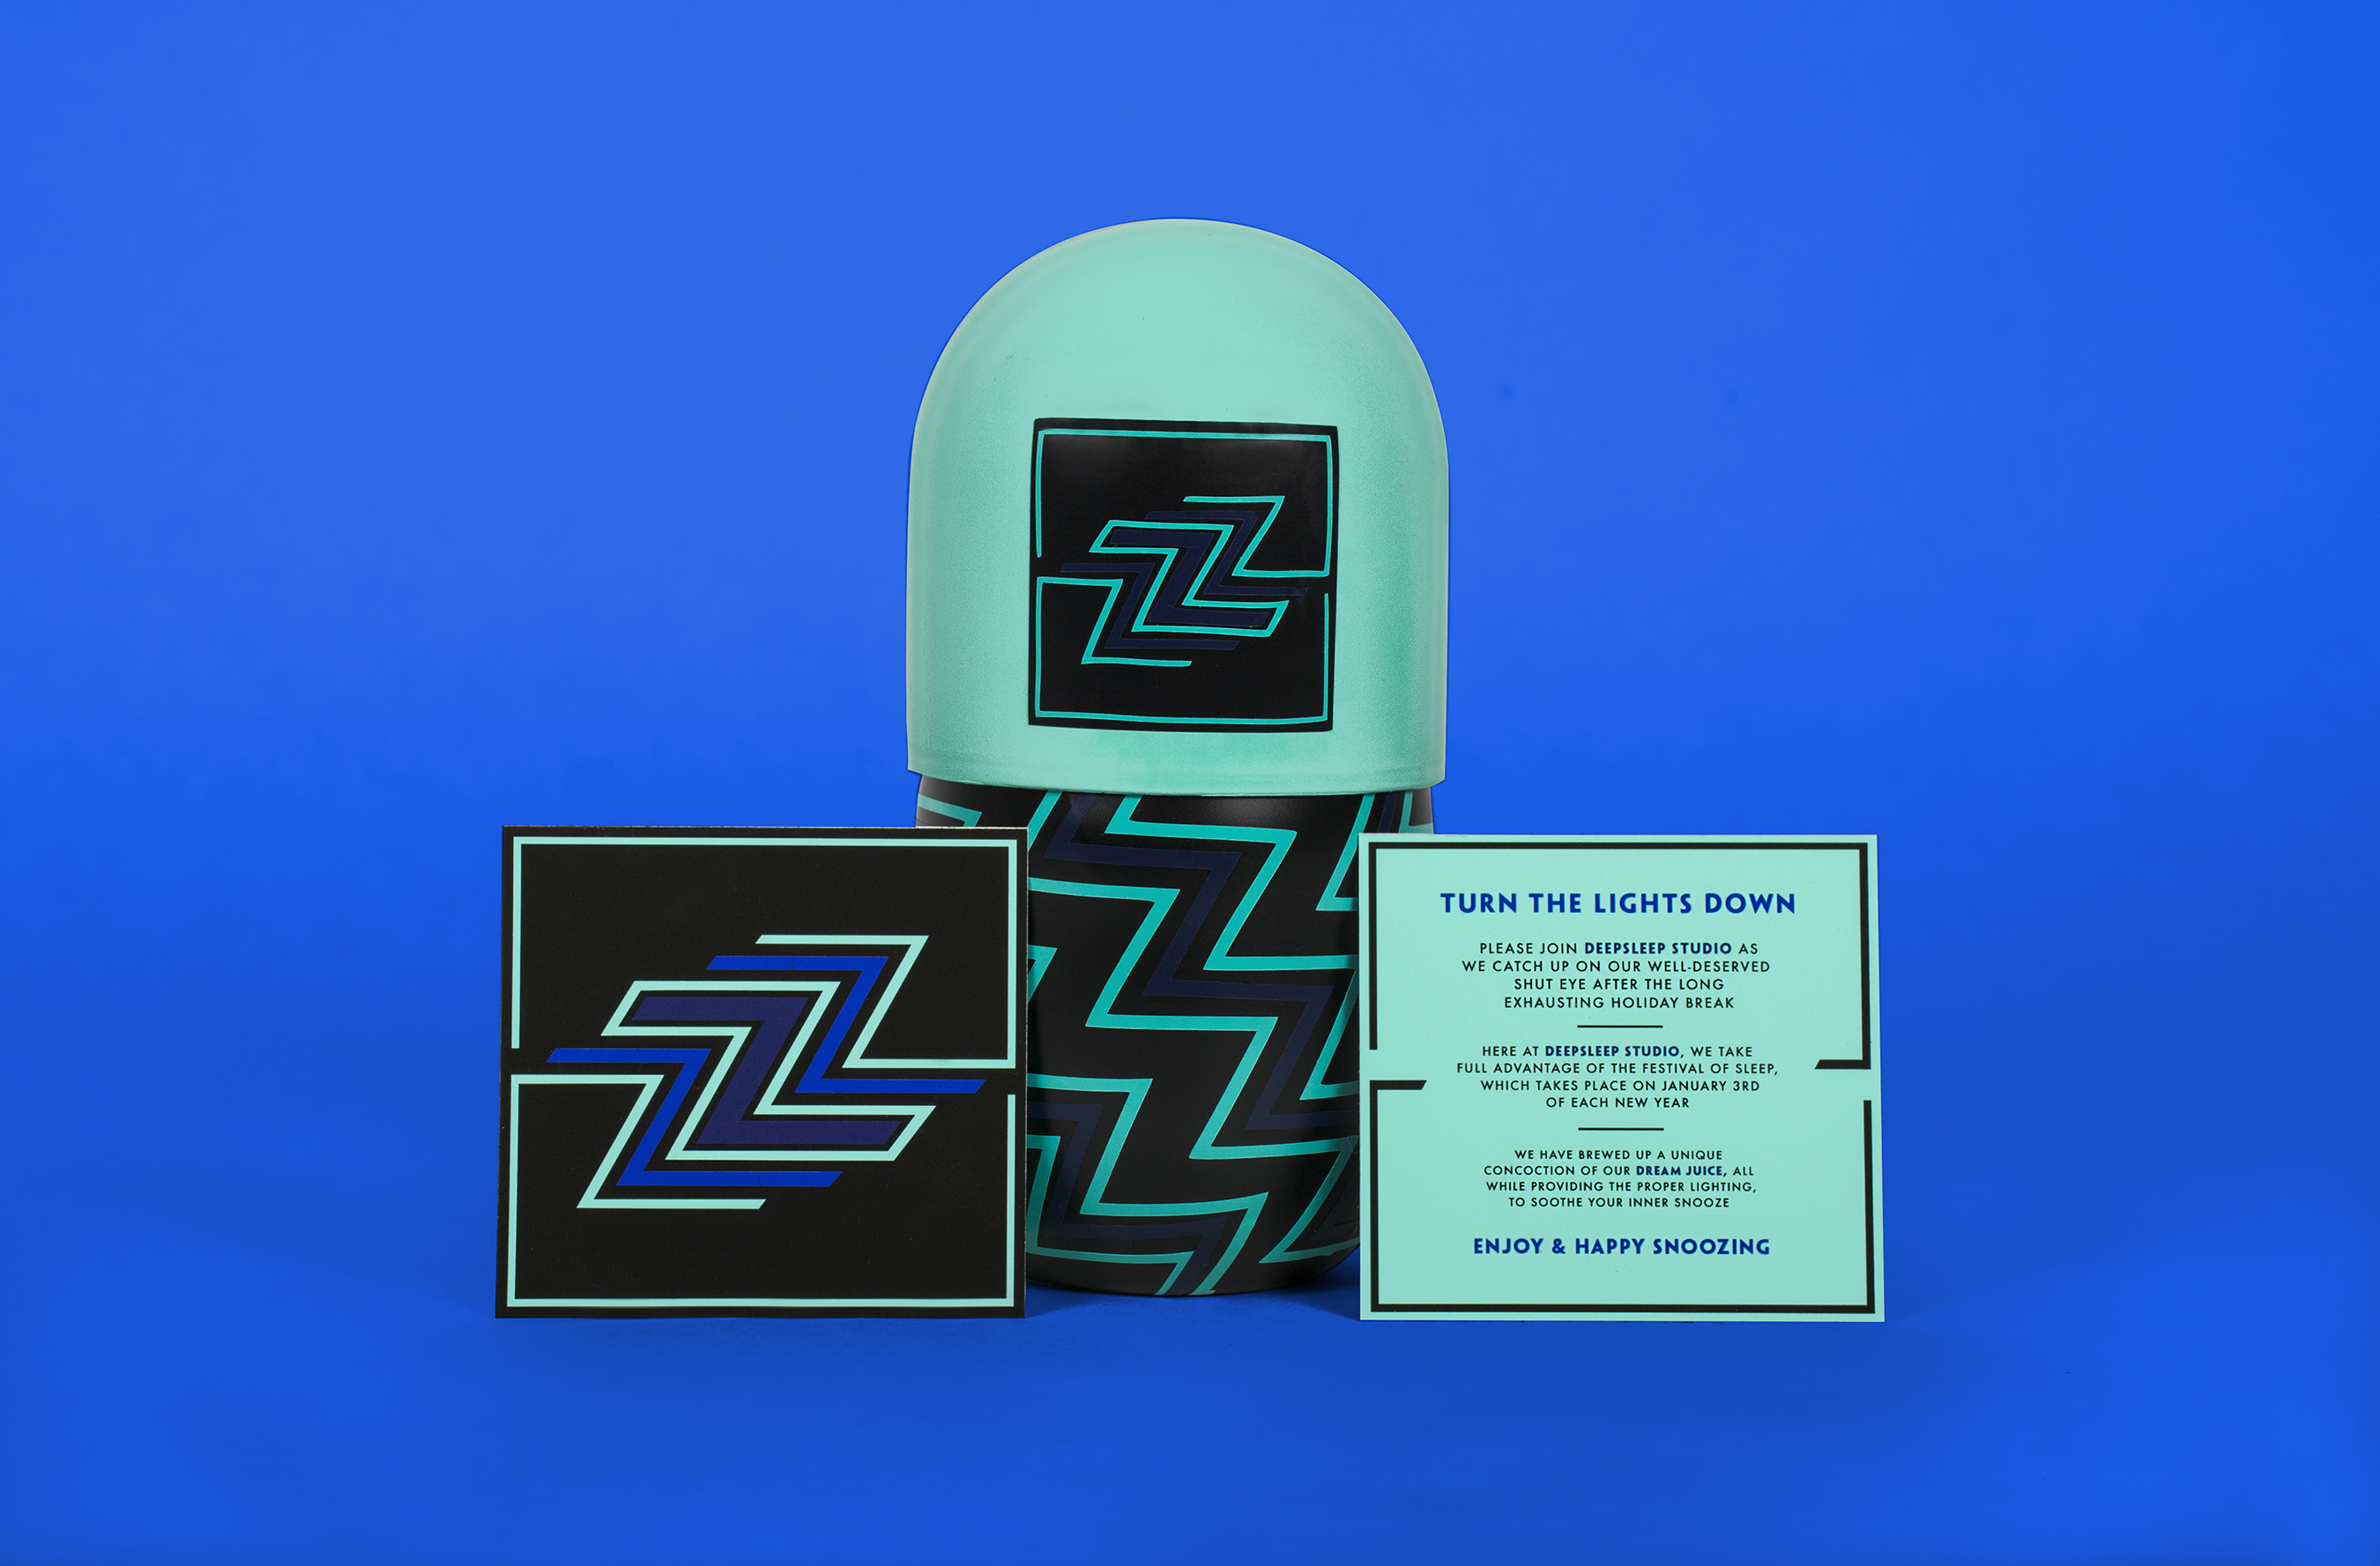 TURN THE LIGHTS DOWN
PLEASE JOIN DEEPSLEEP STUDIO AS
WE CATCH UP ON OUR WELL-DESERVED
SHUT EYE AFTER THE LONG
EXHAUSTING HOLIDAY BREAK
HERE AT DEEPSLEEP STUDIO, WE TAKE
FULL ADVANTAGE OF THE FESTIVAL OF SLEEP,
WHICH TAKES PLACE ON JANUARY 3RD
OF EACH NEW YEAR
WE HAVE BREWED UP A UNIQUE
CONCOCTION OF OUR DREAM JUICE, ALL
WHILE PROVIDING THE PROPER LIGHTING,
TO SOOTHE YOUR INNER SNOOZE
ENJOY & HAPPY SNOOZING